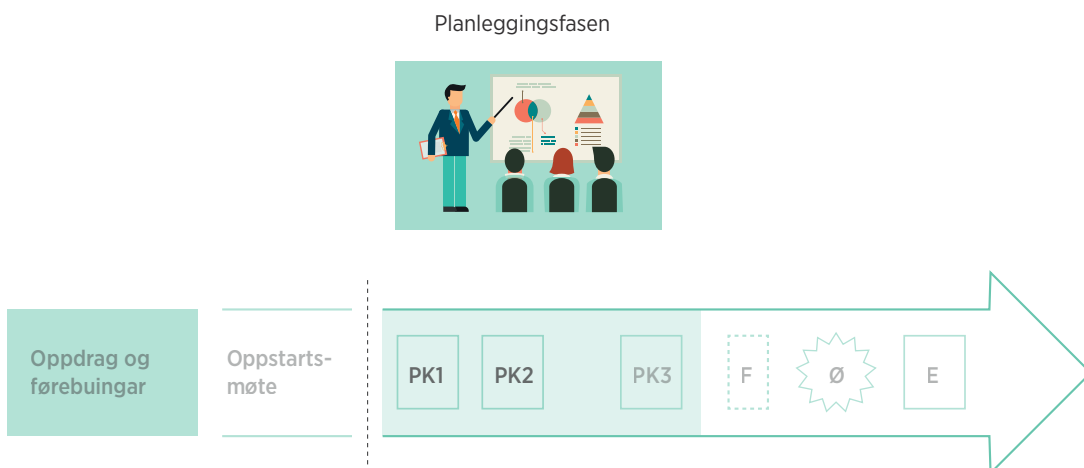 Planleggingsfasen
Oppdrag og
førebuingar
Oppstarts-
møte
PK1
PK2
PK3
F
Ø
E